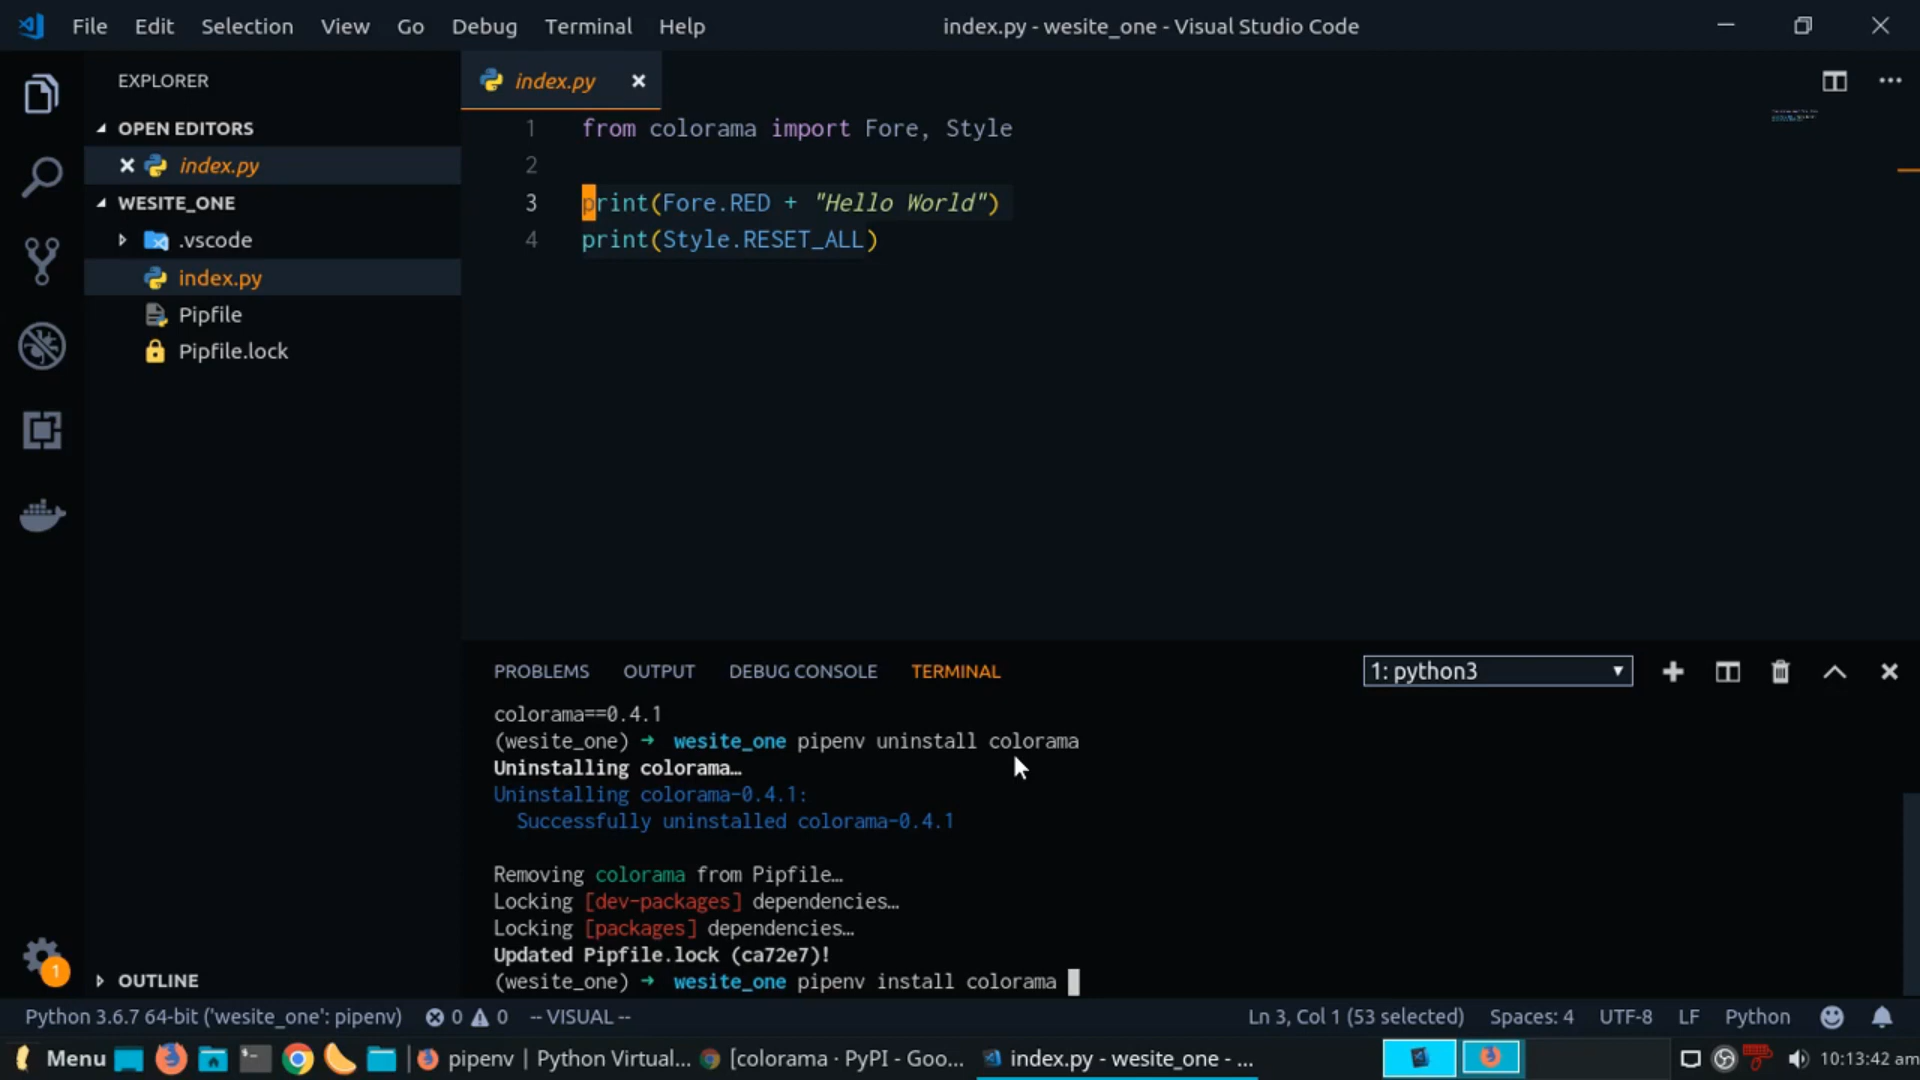 File Edit Selection View Go Debug Terminal Help index.py - wesite_one - Visual Studio Code
EXPLORER
OPEN EDITORS
index.py
WESITE_ONE
.vscode
index.py
Pipfile
Pipfile.lock
OUTLINE
index.py
1 from colorama import Fore, Style
2
3 print(Fore.RED + "Hello World")
4 print(Style.RESET_ALL)
PROBLEMS OUTPUT DEBUG CONSOLE TERMINAL 1: python3
colorama==0.4.1
(wesite_one) → wesite_one pipenv uninstall colorama
Uninstalling colorama…
Uninstalling colorama-0.4.1:
Successfully uninstalled colorama-0.4.1
Removing colorama from Pipfile…
Locking [dev-packages] dependencies…
Locking [packages] dependencies…
Updated Pipfile.lock (ca72e7)!
(wesite_one) → wesite_one pipenv install colorama
1
Python 3.6.7 64-bit ('wesite_one': pipenv) 0 0 -- VISUAL -- Ln 3, Col 1 (53 selected) Spaces: 4 UTF-8 LF Python
Menu pipenv | Python Virtual... [colorama · PyPI - Goo... index.py - wesite_one - ... 10:13:42 am